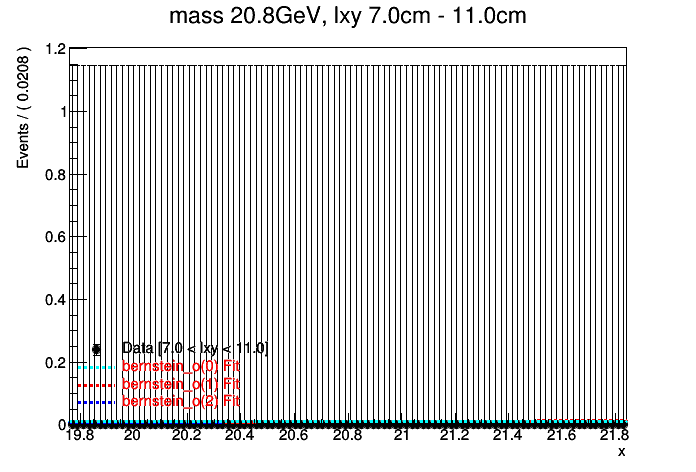 mass 20.8GeV, lxy 7.0cm - 11.0cm
Events / ( 0.0208 )
1.2
1
0.8
0.6
0.4
0.2
0
Data [7.0 < lxy < 11.0]
bernstein_o(0) Fit
bernstein_o(1) Fit
bernstein_o(2) Fit
19.8 20 20.2 20.4 20.6 20.8 21 21.2 21.4 21.6 21.8
x